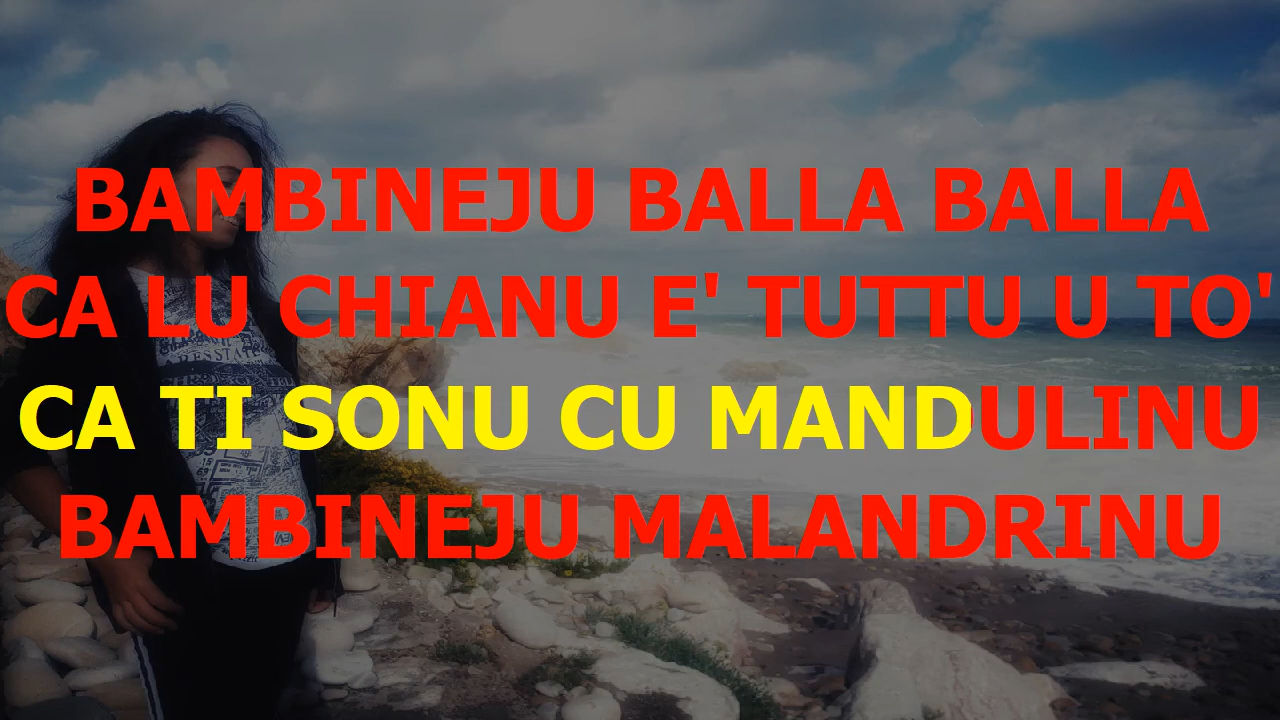 BAMBINEJU BALLA BALLA
CA LU CHIANU E' TUTTU U TO'
CA TI SONU CU MANDULINU
BAMBINEJU MALANDRINU